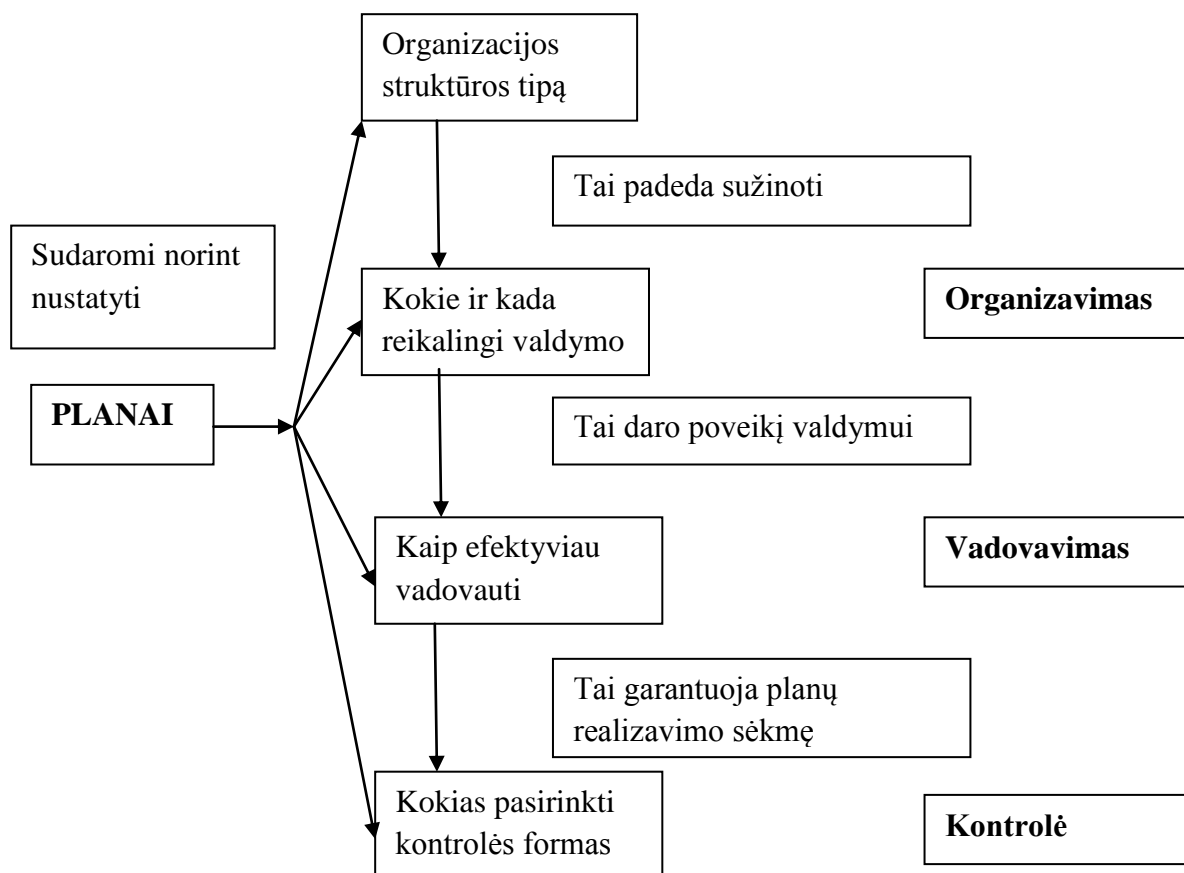 Organizacijos
struktūros tipą
Tai padeda sužinoti
Sudaromi norint
nustatyti
Kokie ir kada
reikalingi valdymo
Organizavimas
PLANAI
Tai daro poveikį valdymui
Kaip efektyviau
vadovauti
Vadovavimas
Tai garantuoja planų
realizavimo sėkmę
Kokias pasirinkti
kontrolės formas
Kontrolė